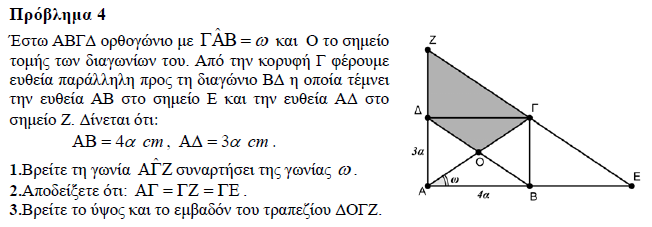 Πρόβλημα 4
Έστω ΑΒΓΔ ορθογώνιο με ΓÂΒ = ω και Ο το σημείο
τομής των διαγωνίων του. Από την κορυφή Γ φέρουμε
ευθεία παράλληλη προς τη διαγώνιο ΒΔ η οποία τέμνει
την ευθεία ΑΒ στο σημείο Ε και την ευθεία ΑΔ στο
σημείο Ζ. Δίνεται ότι:
ΑΒ = 4α cm , ΑΔ = 3α cm .
1.Βρείτε τη γωνία ΑΓ̂Ζ συναρτήσει της γωνίας ω .
2.Αποδείξετε ότι: ΑΓ = ΓΖ = ΓΕ .
3.Βρείτε το ύψος και το εμβαδόν του τραπεζίου ΔΟΓΖ.
Ζ
Δ
Γ
3α
Ο
ω
Α
4α
Β
Ε